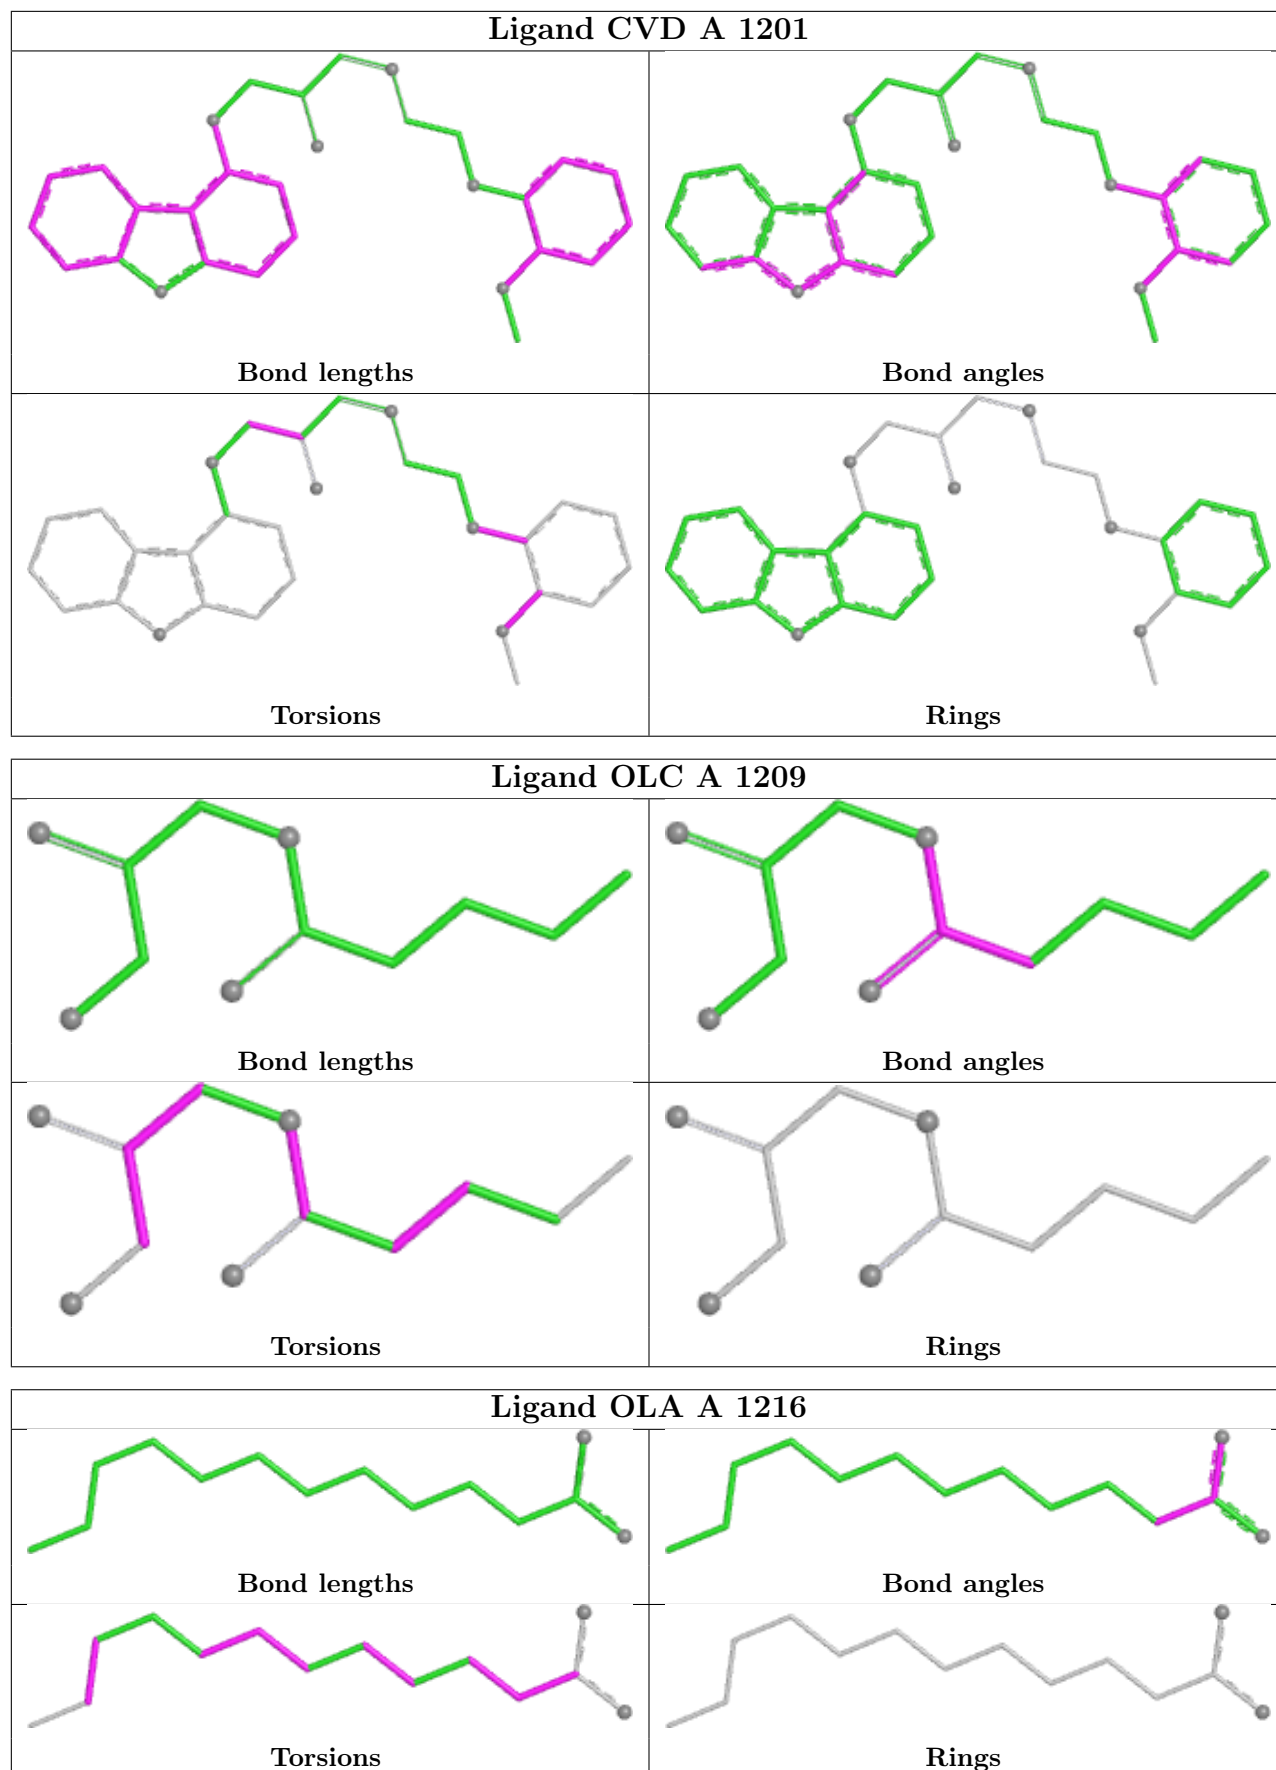 Ligand CVD A 1201
Bond lengths
Bond angles
Torsions
Rings
Ligand OLC A 1209
Bond lengths
Bond angles
Torsions
Rings
Ligand OLA A 1216
Bond lengths
Bond angles
Torsions
Rings